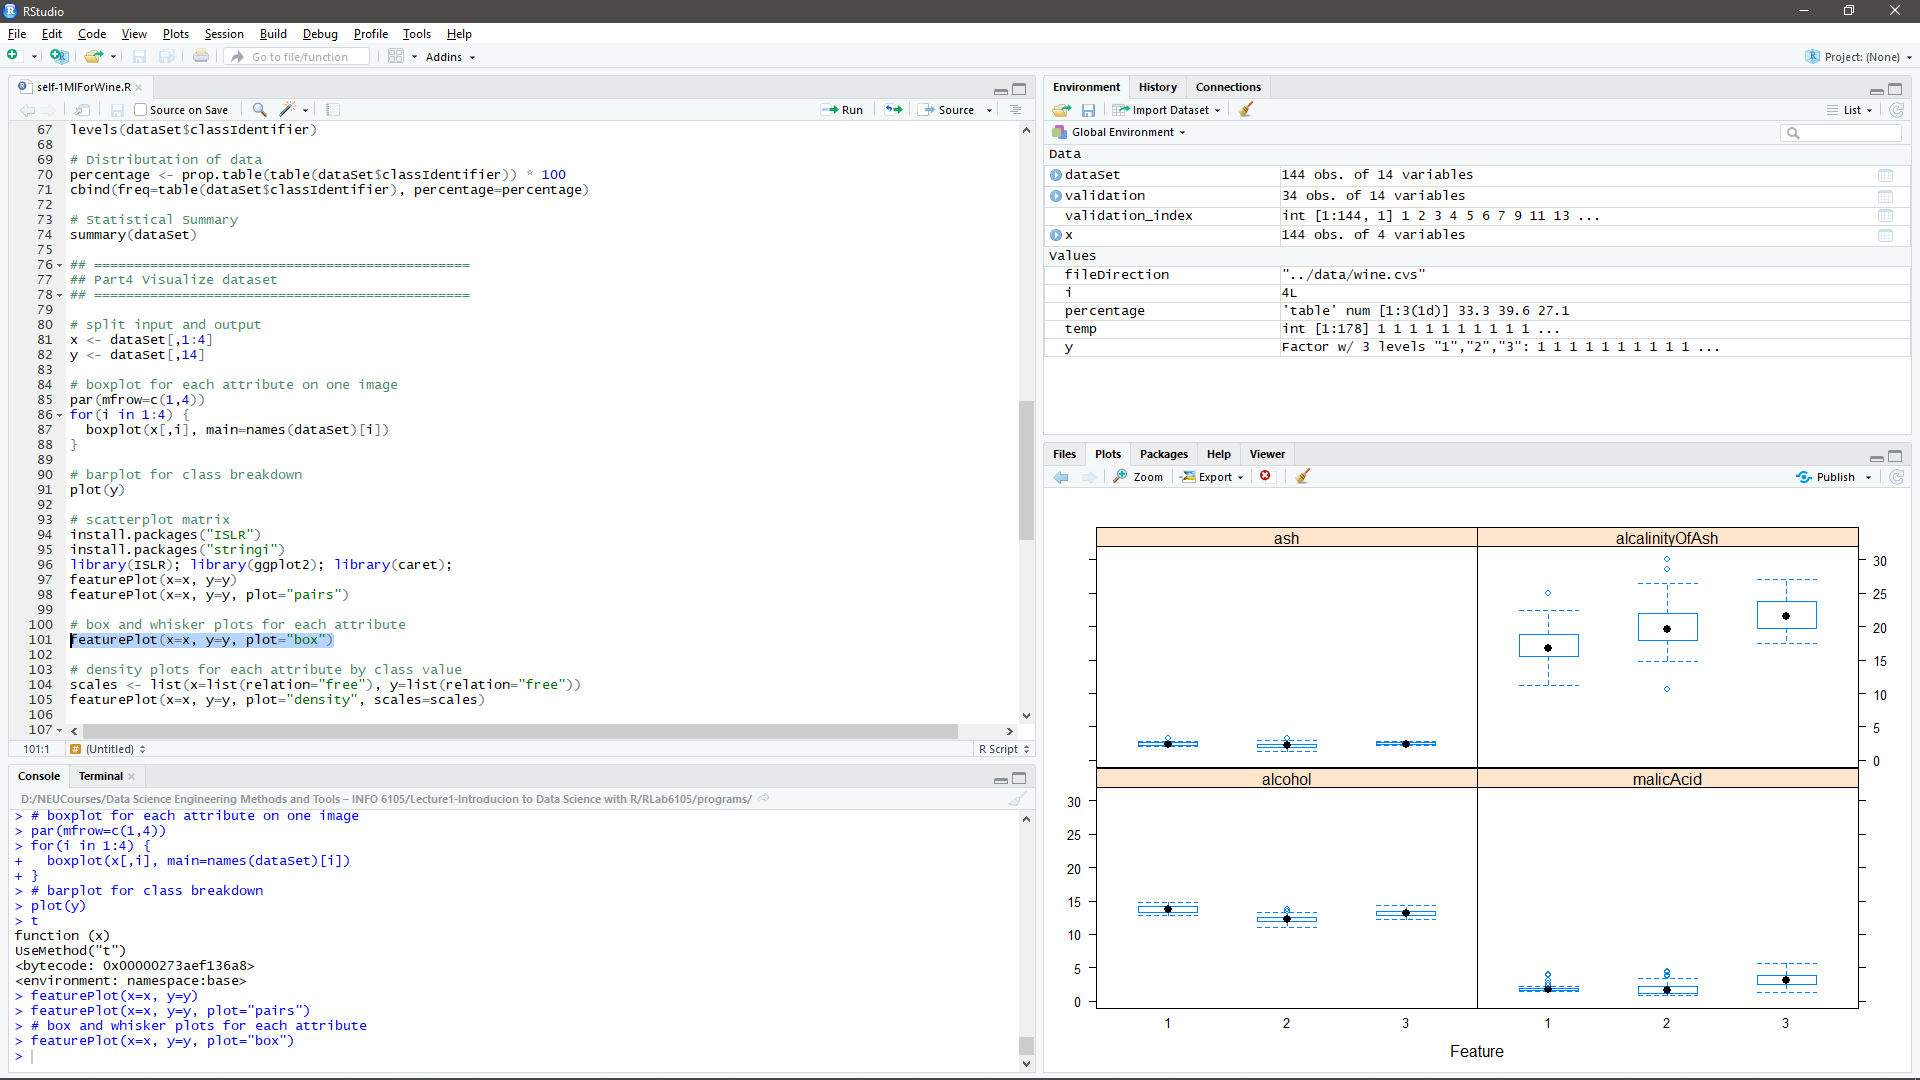 RStudio
File Edit Code View Plots Session Build Debug Profile Tools Help
Go to file/function Addins Project: (None)
self-1MlForWine.R
Source on Save Run Source
67 levels(dataSet$classIdentifier)
68
69 # Distributation of data
70 percentage <- prop.table(table(dataSet$classIdentifier)) * 100
71 cbind(freq=table(dataSet$classIdentifier), percentage=percentage)
72
73 # Statistical Summary
74 summary(dataSet)
75
76 ## ===============================================
77 ## Part4 Visualize dataset
78 ## ===============================================
79
80 # split input and output
81 x <- dataSet[,1:4]
82 y <- dataSet[,14]
83
84 # boxplot for each attribute on one image
85 par(mfrow=c(1,4))
86 for(i in 1:4) {
87 boxplot(x[,i], main=names(dataSet)[i])
88 }
89
90 # barplot for class breakdown
91 plot(y)
92
93 # scatterplot matrix
94 install.packages("ISLR")
95 install.packages("stringi")
96 library(ISLR); library(ggplot2); library(caret);
97 featurePlot(x=x, y=y)
98 featurePlot(x=x, y=y, plot="pairs")
99
100 # box and whisker plots for each attribute
101 featurePlot(x=x, y=y, plot="box")
102
103 # density plots for each attribute by class value
104 scales <- list(x=list(relation="free"), y=list(relation="free"))
105 featurePlot(x=x, y=y, plot="density", scales=scales)
106
107
101:1 # (Untitled) R Script
Console Terminal
D:/NEUCourses/Data Science Engineering Methods and Tools – INFO 6105/Lecture1-Introducion to Data Science with R/RLab6105/programs/
> # boxplot for each attribute on one image
> par(mfrow=c(1,4))
> for(i in 1:4) {
+ boxplot(x[,i], main=names(dataSet)[i])
+ }
> # barplot for class breakdown
> plot(y)
> t
function (x)
UseMethod("t")
<bytecode: 0x00000273aef136a8>
<environment: namespace:base>
> featurePlot(x=x, y=y)
> featurePlot(x=x, y=y, plot="pairs")
> # box and whisker plots for each attribute
> featurePlot(x=x, y=y, plot="box")
>
Environment History Connections
Import Dataset List
Global Environment
Data
dataSet 144 obs. of 14 variables
validation 34 obs. of 14 variables
validation_index int [1:144, 1] 1 2 3 4 5 6 7 9 11 13 ...
x 144 obs. of 4 variables
Values
fileDirection "../data/wine.cvs"
i 4L
percentage 'table' num [1:3(1d)] 33.3 39.6 27.1
temp int [1:178] 1 1 1 1 1 1 1 1 1 1 ...
y Factor w/ 3 levels "1","2","3": 1 1 1 1 1 1 1 1 1 1 ...
Files Plots Packages Help Viewer
Zoom Export Publish
ash alcalinityOfAsh
30
25
20
15
10
5
0
alcohol malicAcid
30
25
20
15
10
5
0
1 2 3 1 2 3
Feature